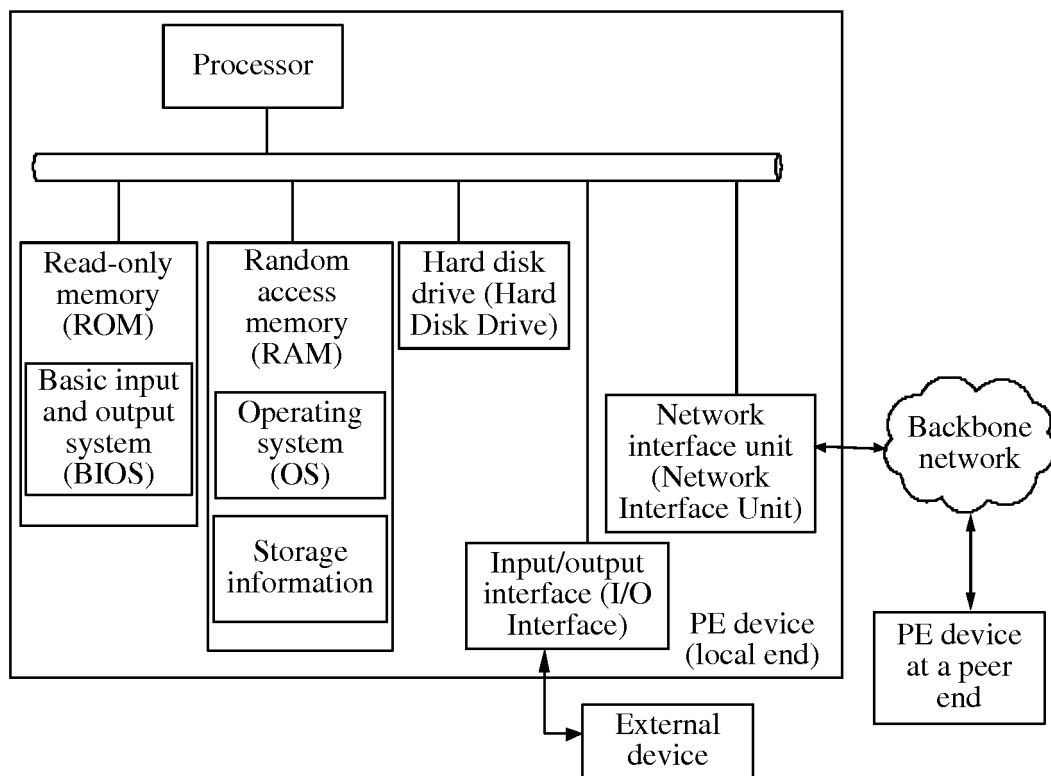 Processor
Read-only
memory
(ROM)
Basic input
and output
system
(BIOS)
Random
access
memory
(RAM)
Operating
system
(OS)
Storage
information
Hard disk
drive (Hard
Disk Drive)
Input/output
interface (I/O
Interface)
Network
interface unit
(Network
Interface Unit)
PE device
(local end)
External
device
Backbone
network
PE device
at a peer
end